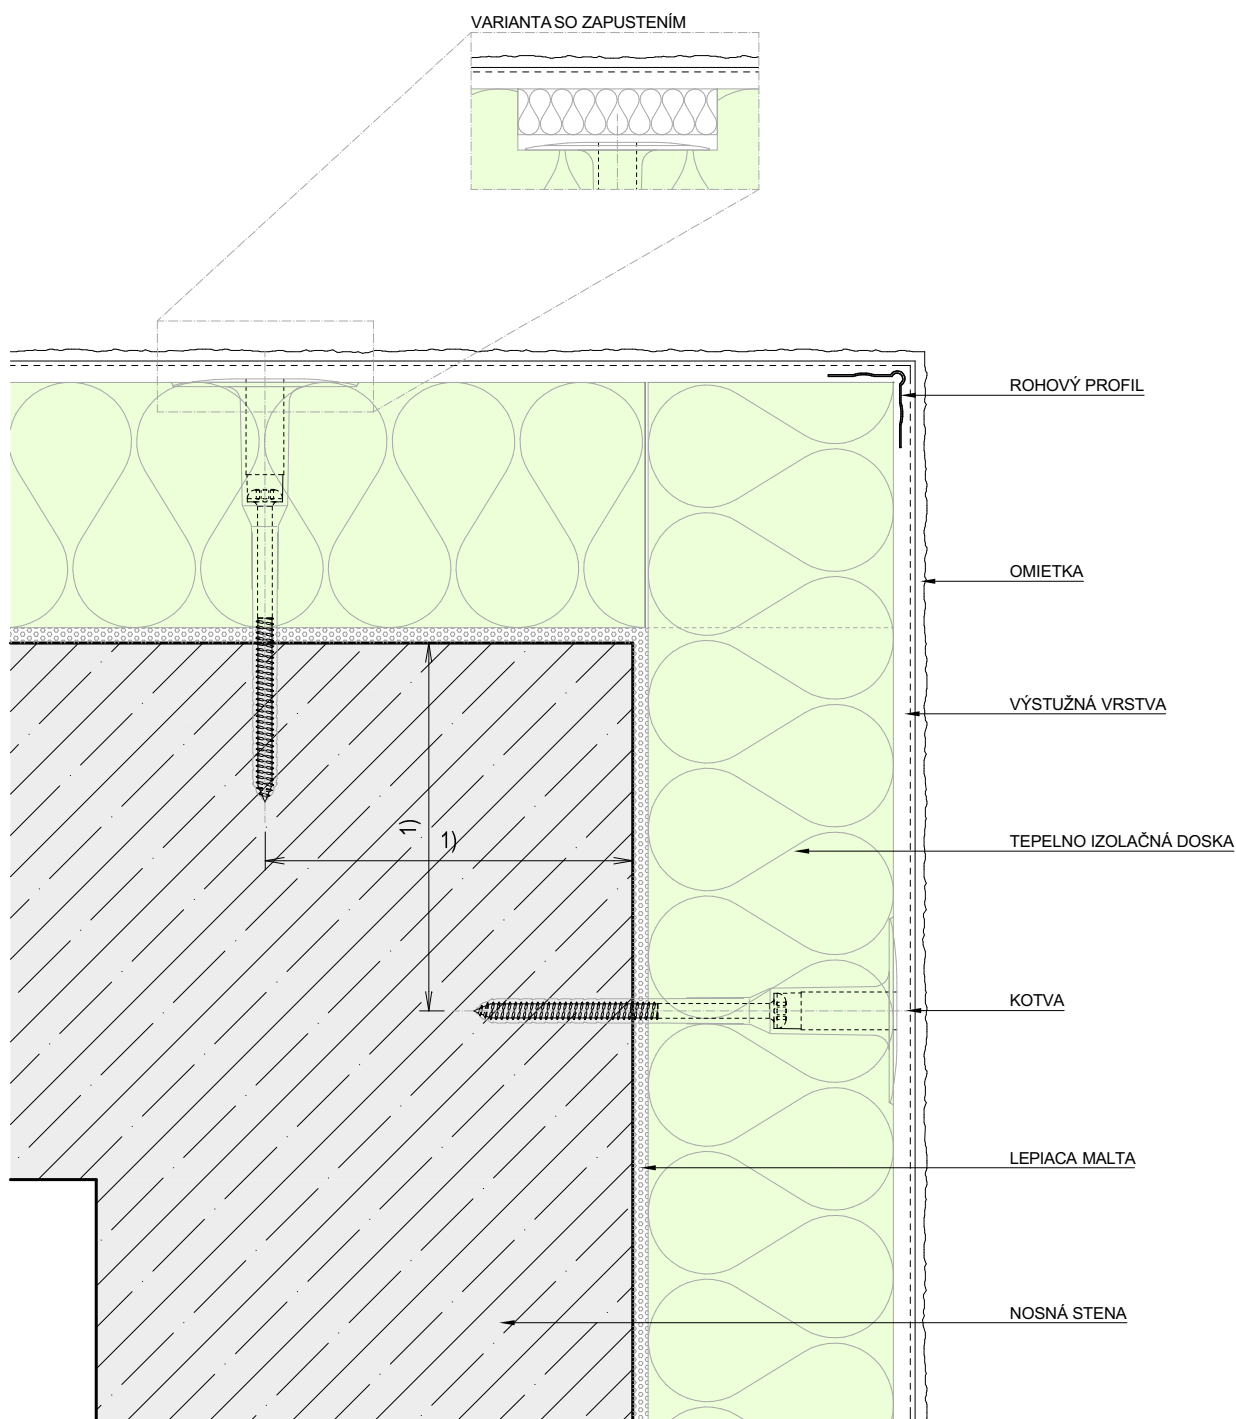 VARIANTA SO ZAPUSTENÍM
ROHOVÝ PROFIL
OMIETKA
VÝSTUŽNÁ VRSTVA
1)
1)
TEPELNO IZOLAČNÁ DOSKA
KOTVA
LEPIACA MALTA
NOSNÁ STENA